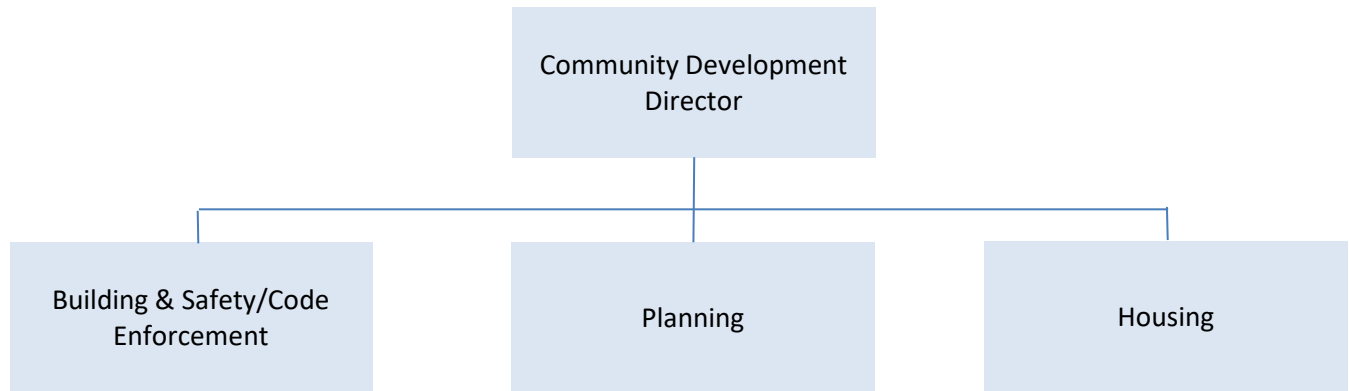 Community Development
Director
Building & Safety/Code
Enforcement
Planning
Housing